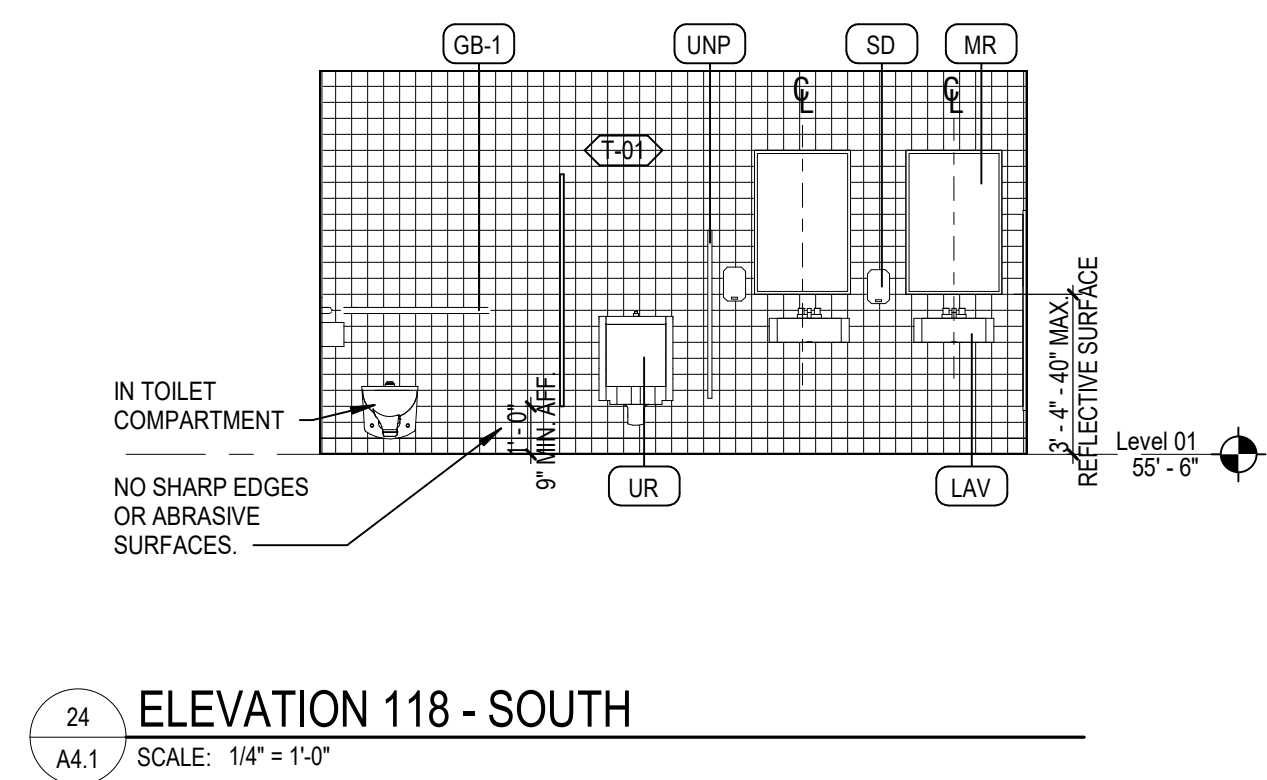 GB-1
UNP
SD
MR
CL
CL
T-01
IN TOILET
COMPARTMENT
NO SHARP EDGES
OR ABRASIVE
SURFACES.
1' - 0"
9" MIN. AFF.
UR
LAV
3' - 4" - 40" MAX.
REFLECTIVE SURFACE
Level 01
55' - 6"
24
A4.1
ELEVATION 118 - SOUTH
SCALE: 1/4" = 1'-0"